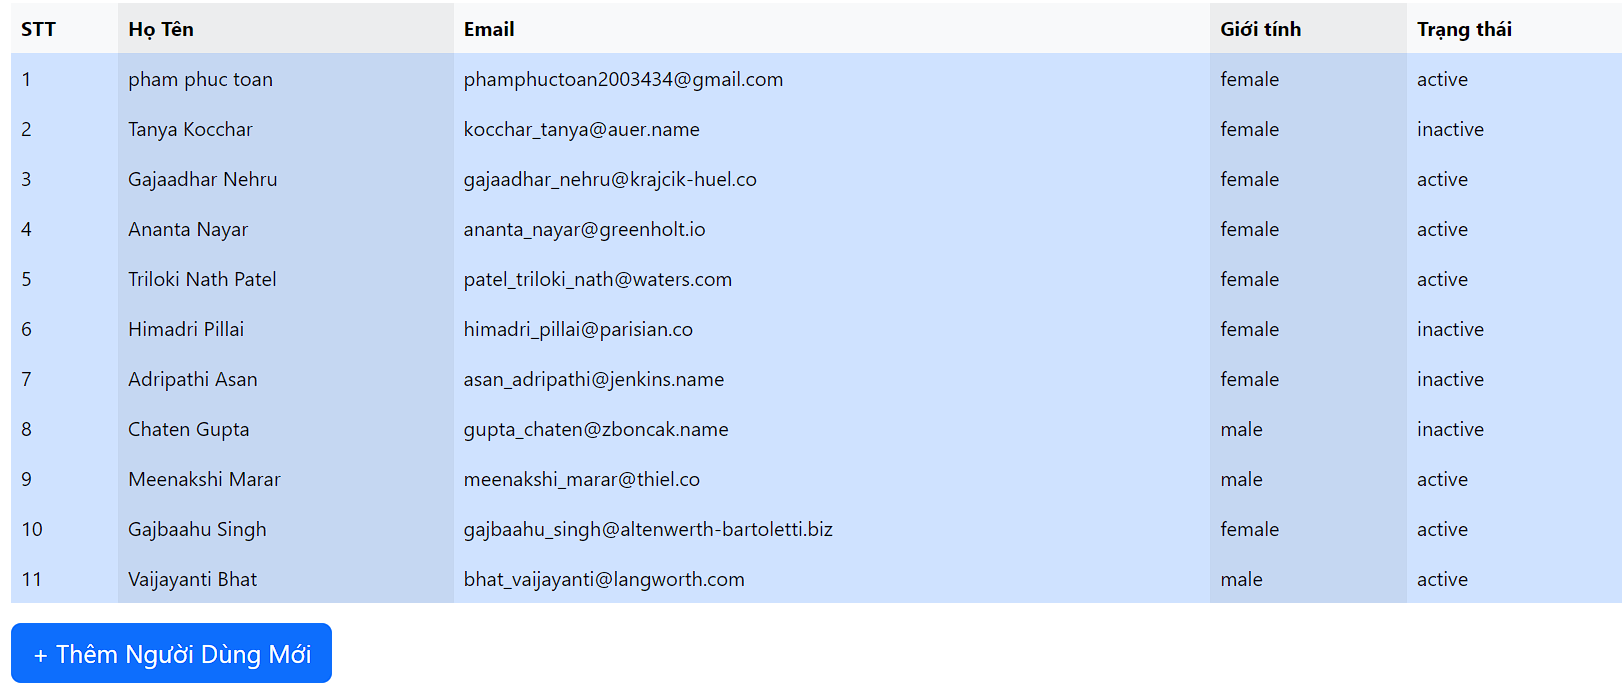 STT Họ Tên Email Giới tính Trạng thái
1 pham phuc toan phamphuctoan2003434@gmail.com female active
2 Tanya Kocchar kocchar_tanya@auer.name female inactive
3 Gajaadhar Nehru gajaadhar_nehru@krajcik-huel.co female active
4 Ananta Nayar ananta_nayar@greenholt.io female active
5 Triloki Nath Patel patel_triloki_nath@waters.com female active
6 Himadri Pillai himadri_pillai@parisian.co female inactive
7 Adripathi Asan asan_adripathi@jenkins.name female inactive
8 Chaten Gupta gupta_chaten@zboncak.name male inactive
9 Meenakshi Marar meenakshi_marar@thiel.co male active
10 Gajbaahu Singh gajbaahu_singh@altenwerth-bartoletti.biz female active
11 Vaijayanti Bhat bhat_vaijayanti@langworth.com male active
+ Thêm Người Dùng Mới